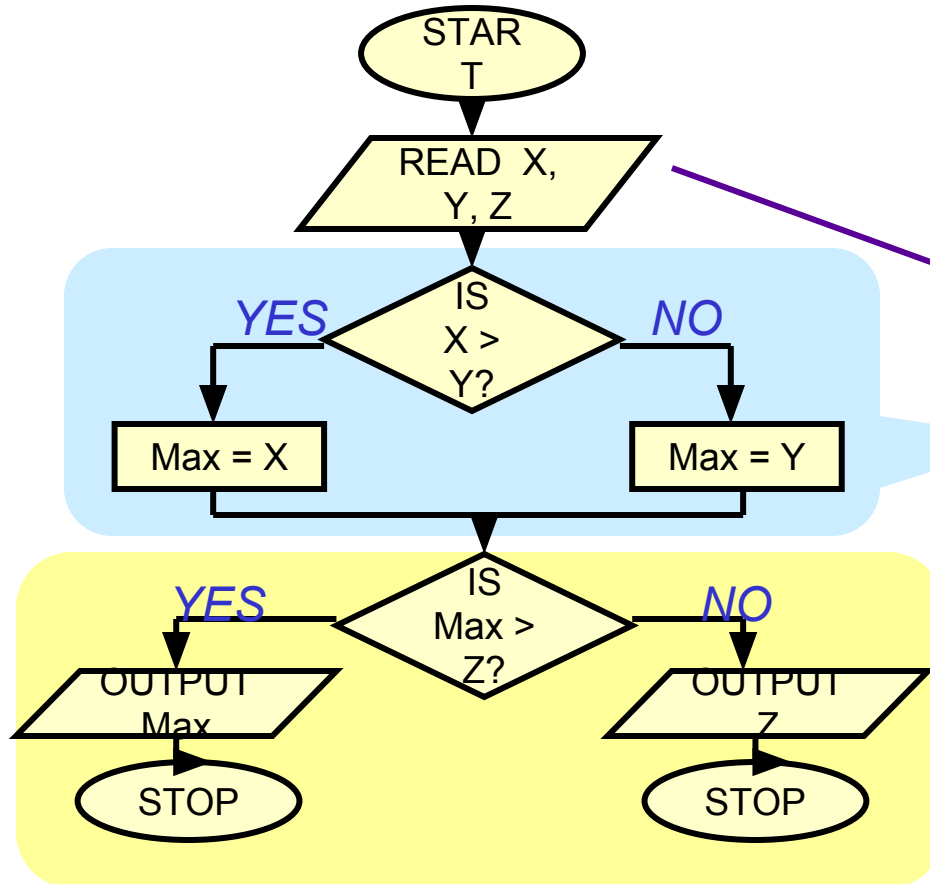 STAR
T
READ X,
Y, Z
IS
X >
Y?
YES
NO
Max = X
Max = Y
IS
Max >
Z?
YES
NO
OUTPUT
Max
OUTPUT
Z
STOP
STOP